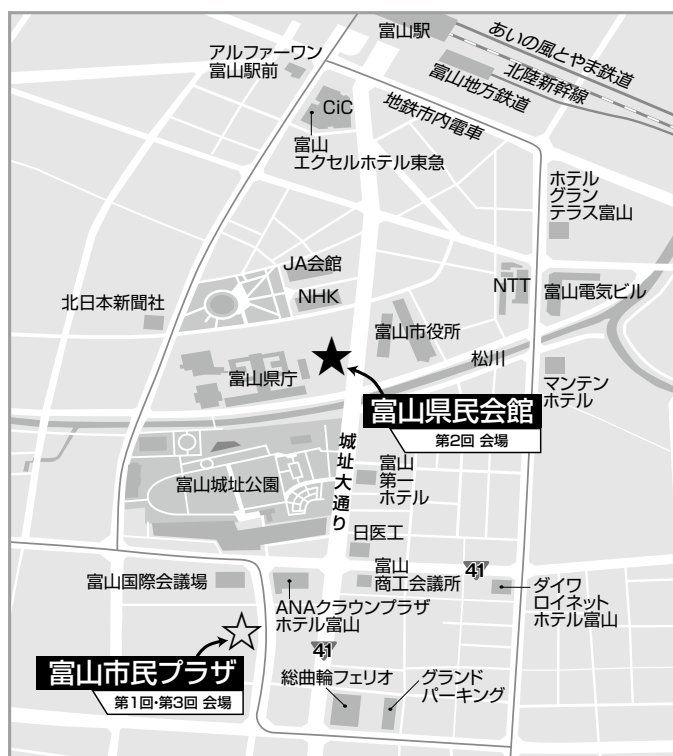 富山駅
あいの風とやま鉄道
北陸新幹線
富山地方鉄道
地鉄市内電車
アルファーワン
富山駅前
CiC
富山
エクセルホテル東急
ホテル
グラン
テラス富山
JA会館
NHK
NTT
富山電気ビル
北日本新聞社
富山市役所
松川
富山県庁
マンテン
ホテル
富山県民会館
第2回 会場
城址大通り
富山
第一
ホテル
富山城址公園
日医工
富山
商工会議所
41
ダイワ
ロイネット
ホテル富山
富山国際会議場
ANAクラウンプラザ
ホテル富山
41
富山市民プラザ
第1回・第3回 会場
総曲輪フェリオ
グランド
パーキング